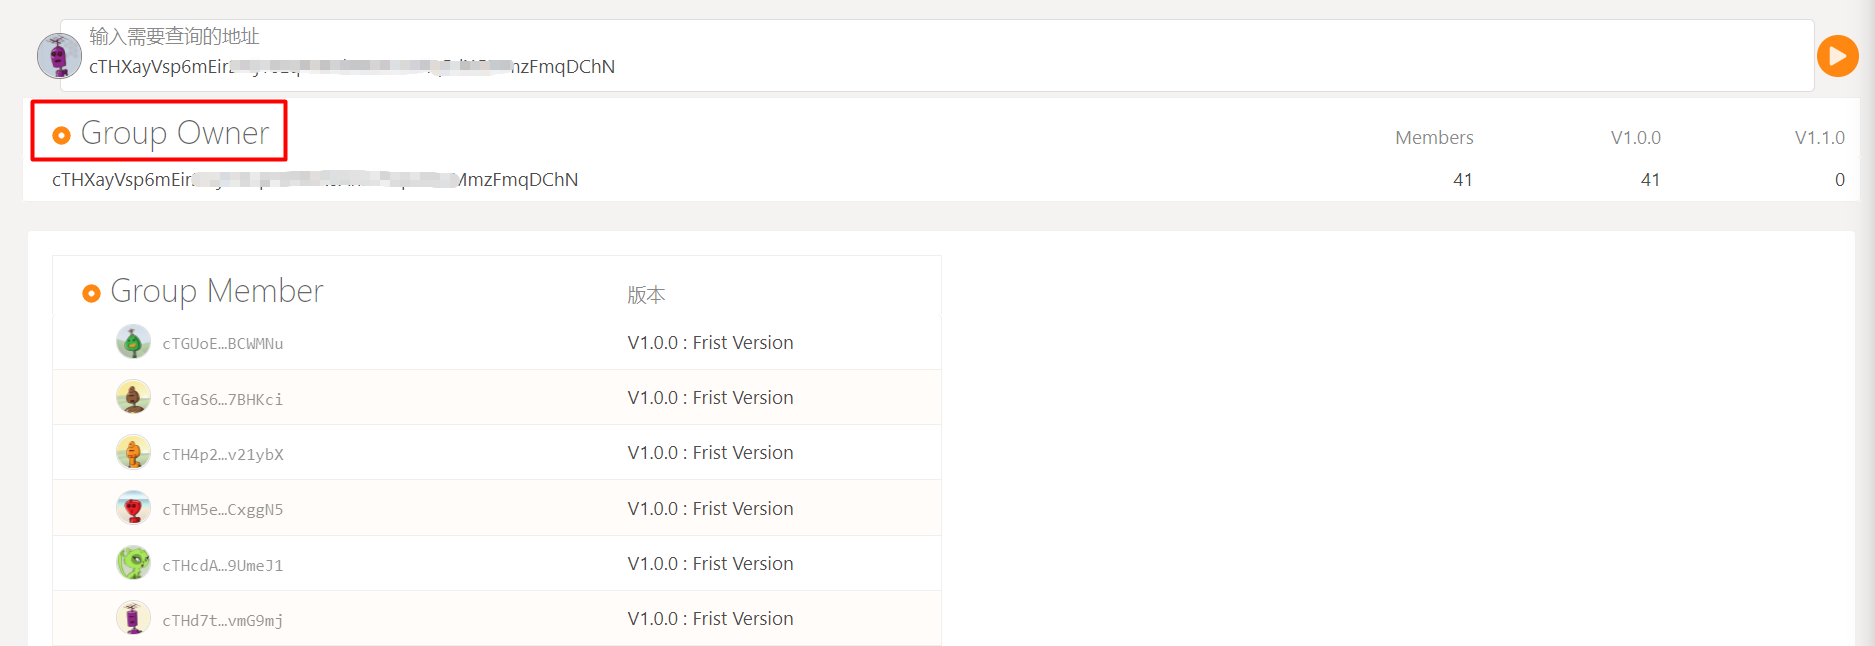 输入需要查询的地址
cTHXayVsp6mEir nzFmqDChN
Group Owner Members V1.0.0 V1.1.0
cTHXayVsp6mEir MmzFmqDChN 41 41 0
Group Member 版本
cTGUoE…BCWMNu V1.0.0 : Frist Version
cTGaS6…7BHKci V1.0.0 : Frist Version
cTH4p2…v21ybX V1.0.0 : Frist Version
cTHM5e…CxggN5 V1.0.0 : Frist Version
cTHcdA…9UmeJ1 V1.0.0 : Frist Version
cTHd7t…vmG9mj V1.0.0 : Frist Version